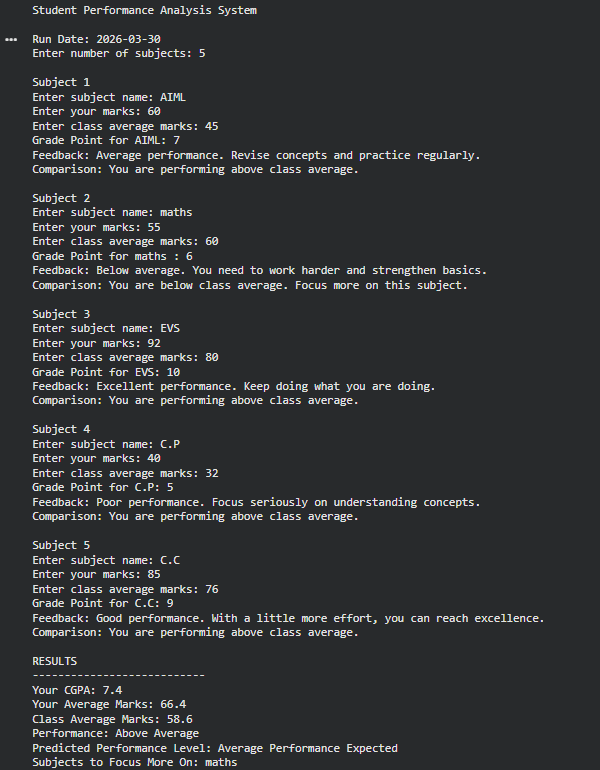 Student Performance Analysis System
Run Date: 2026-03-30
Enter number of subjects: 5
Subject 1
Enter subject name: AIML
Enter your marks: 60
Enter class average marks: 45
Grade Point for AIML: 7
Feedback: Average performance. Revise concepts and practice regularly.
Comparison: You are performing above class average.
Subject 2
Enter subject name: maths
Enter your marks: 55
Enter class average marks: 60
Grade Point for maths : 6
Feedback: Below average. You need to work harder and strengthen basics.
Comparison: You are below class average. Focus more on this subject.
Subject 3
Enter subject name: EVS
Enter your marks: 92
Enter class average marks: 80
Grade Point for EVS: 10
Feedback: Excellent performance. Keep doing what you are doing.
Comparison: You are performing above class average.
Subject 4
Enter subject name: C.P
Enter your marks: 40
Enter class average marks: 32
Grade Point for C.P: 5
Feedback: Poor performance. Focus seriously on understanding concepts.
Comparison: You are performing above class average.
Subject 5
Enter subject name: C.C
Enter your marks: 85
Enter class average marks: 76
Grade Point for C.C: 9
Feedback: Good performance. With a little more effort, you can reach excellence.
Comparison: You are performing above class average.
RESULTS
---------------------------
Your CGPA: 7.4
Your Average Marks: 66.4
Class Average Marks: 58.6
Performance: Above Average
Predicted Performance Level: Average Performance Expected
Subjects to Focus More On: maths